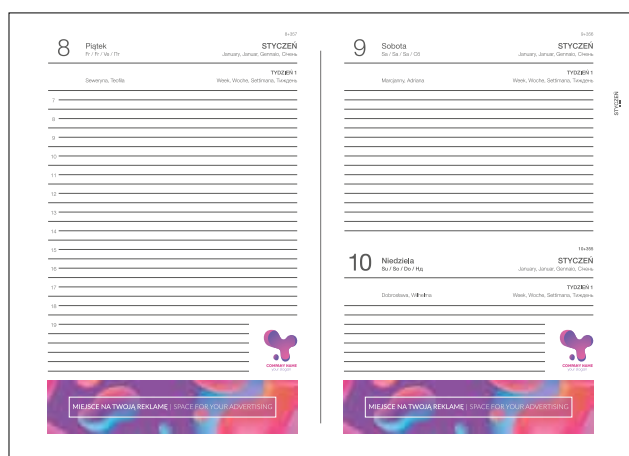 8+357
8
Piątek
Fr / Fr / Ve / Пт
STYCZEŃ
January, Januar, Gennaio, Січень
TYDZIEŃ 1
Seweryna, Teofila
Week, Woche, Settimana, Тиждень
7
8
9
10
11
12
13
14
15
16
17
18
19
COMPANY NAME
MIEJSCE NA TWOJĄ REKLAMĘ | SPACE FOR YOUR ADVERTISING
9
Sobota
Sa / Sa / Sa / Сб
STYCZEŃ
January, Januar, Gennaio, Січень
TYDZIEŃ 1
Marcjanny, Adriana
Week, Woche, Settimana, Тиждень
10
Niedziela
Su / So / Do / Нд
STYCZEŃ
January, Januar, Gennaio, Січень
TYDZIEŃ 1
Dobrosława, Wilhelma
Week, Woche, Settimana, Тиждень
COMPANY NAME
MIEJSCE NA TWOJĄ REKLAMĘ | SPACE FOR YOUR ADVERTISING
STYCZEŃ